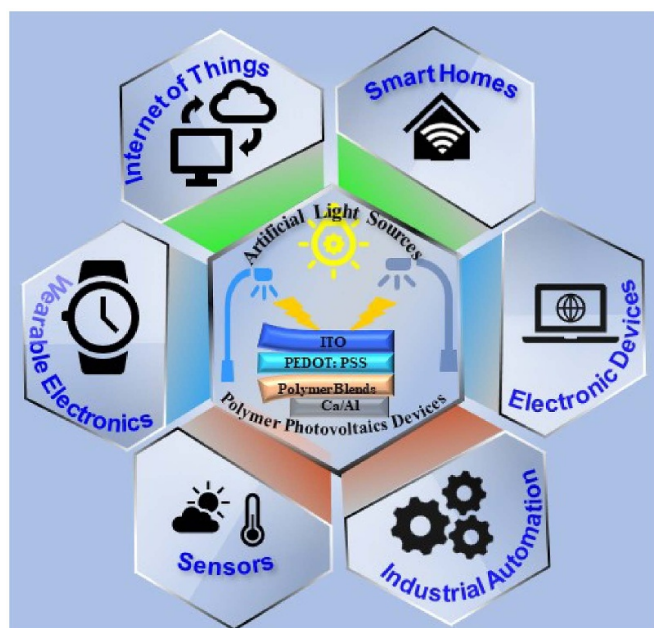 Internet of Things
Smart Homes
Artificial Light Sources
Wearable Electronics
Electronic Devices
ITO
PEDOT: PSS
PolymerBlends
Ca/Al
Polymer Photovoltaics Devices
Sensors
Industrial Automation